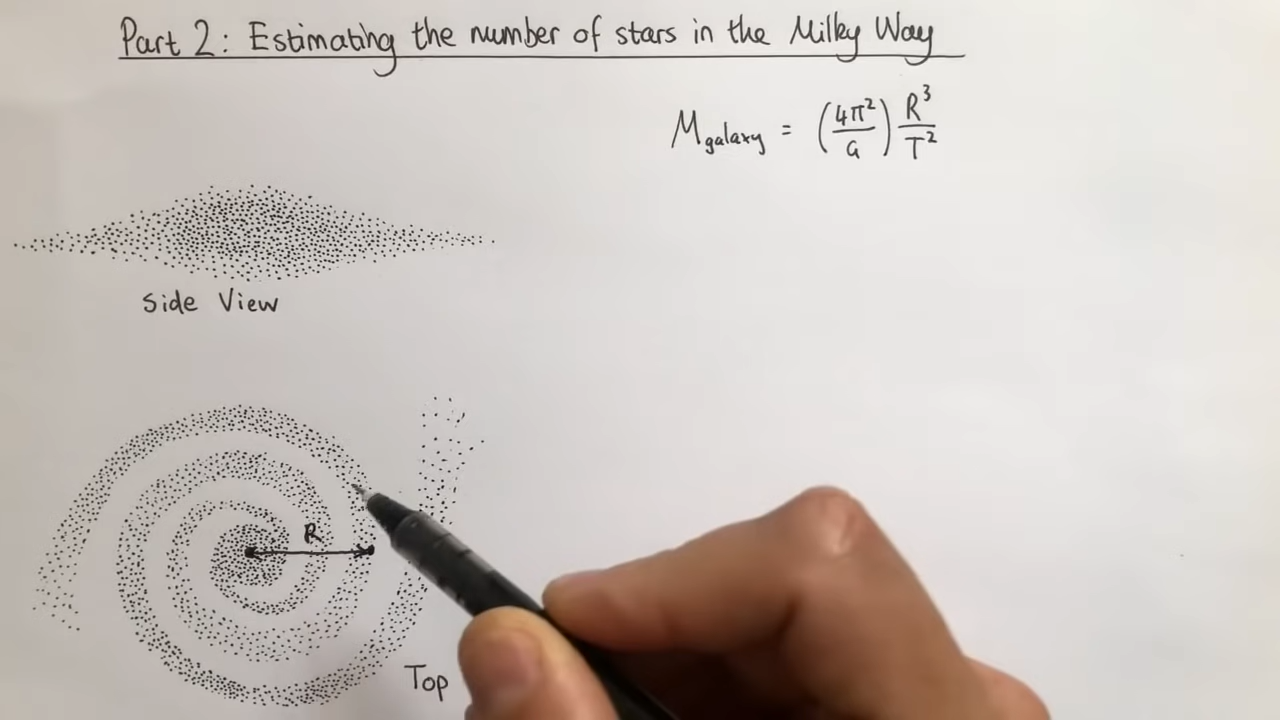 Part 2: Estimating the number of stars in the Milky Way
M_galaxy = (4π²/G) R³/T²
Side View
R
Top